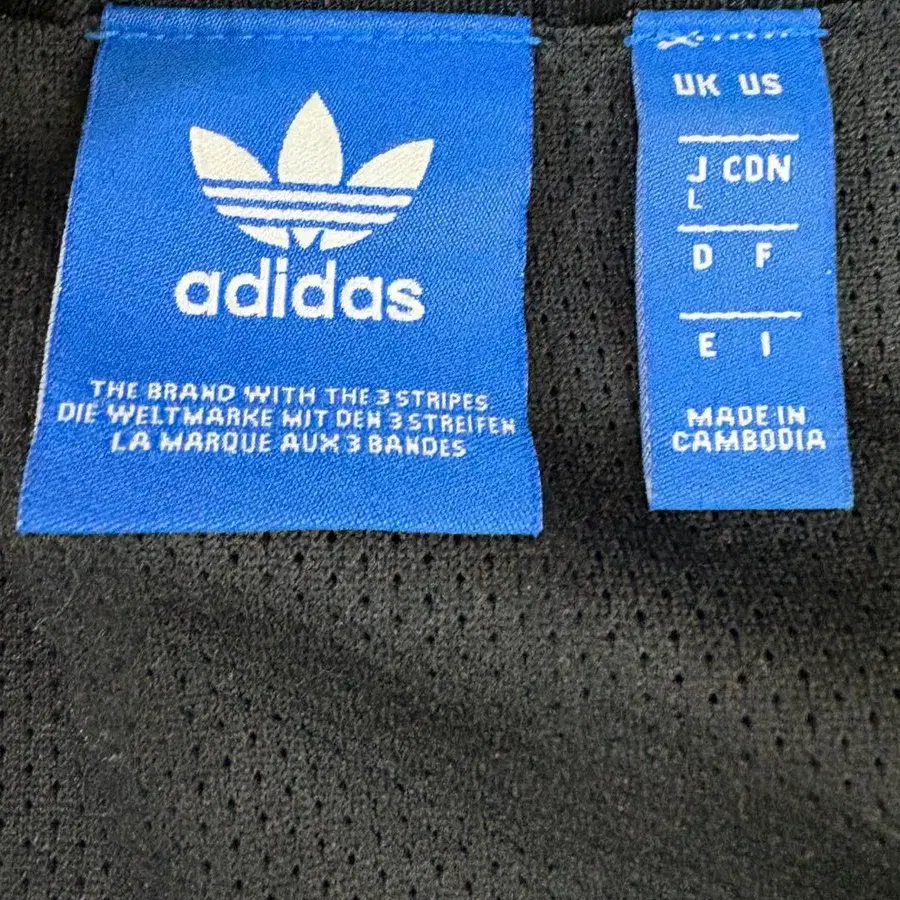 adidas
THE BRAND WITH THE 3 STRIPES
DIE WELTMARKE MIT DEN 3 STREIFEN
LA MARQUE AUX 3 BANDES
UK US
J CDN
L
D F
E I
MADE IN
CAMBODIA